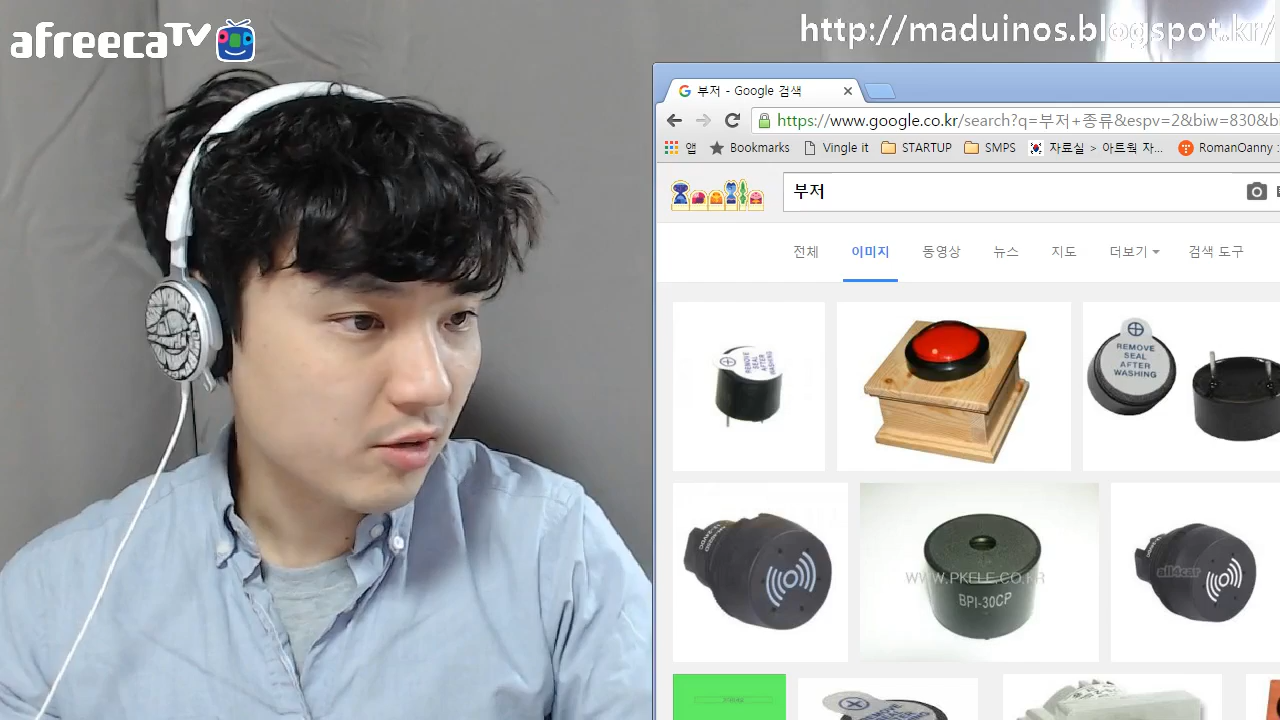 afreecaTV
http://maduinos.blogspot.kr/
부저 - Google 검색
https://www.google.co.kr/search?q=부저+종류&espv=2&biw=830&b
앱
Bookmarks
Vingle it
STARTUP
SMPS
자료실 » 아트웍 자...
RomanOanny :
부저
전체
이미지
동영상
뉴스
지도
더보기
검색 도구
REMOVE
SEAL
AFTER
WASHING
REMOVE
SEAL
AFTER
WASHING
WWW.PKELE.CO.KR
BPI-30CP
all4car
REMOVE